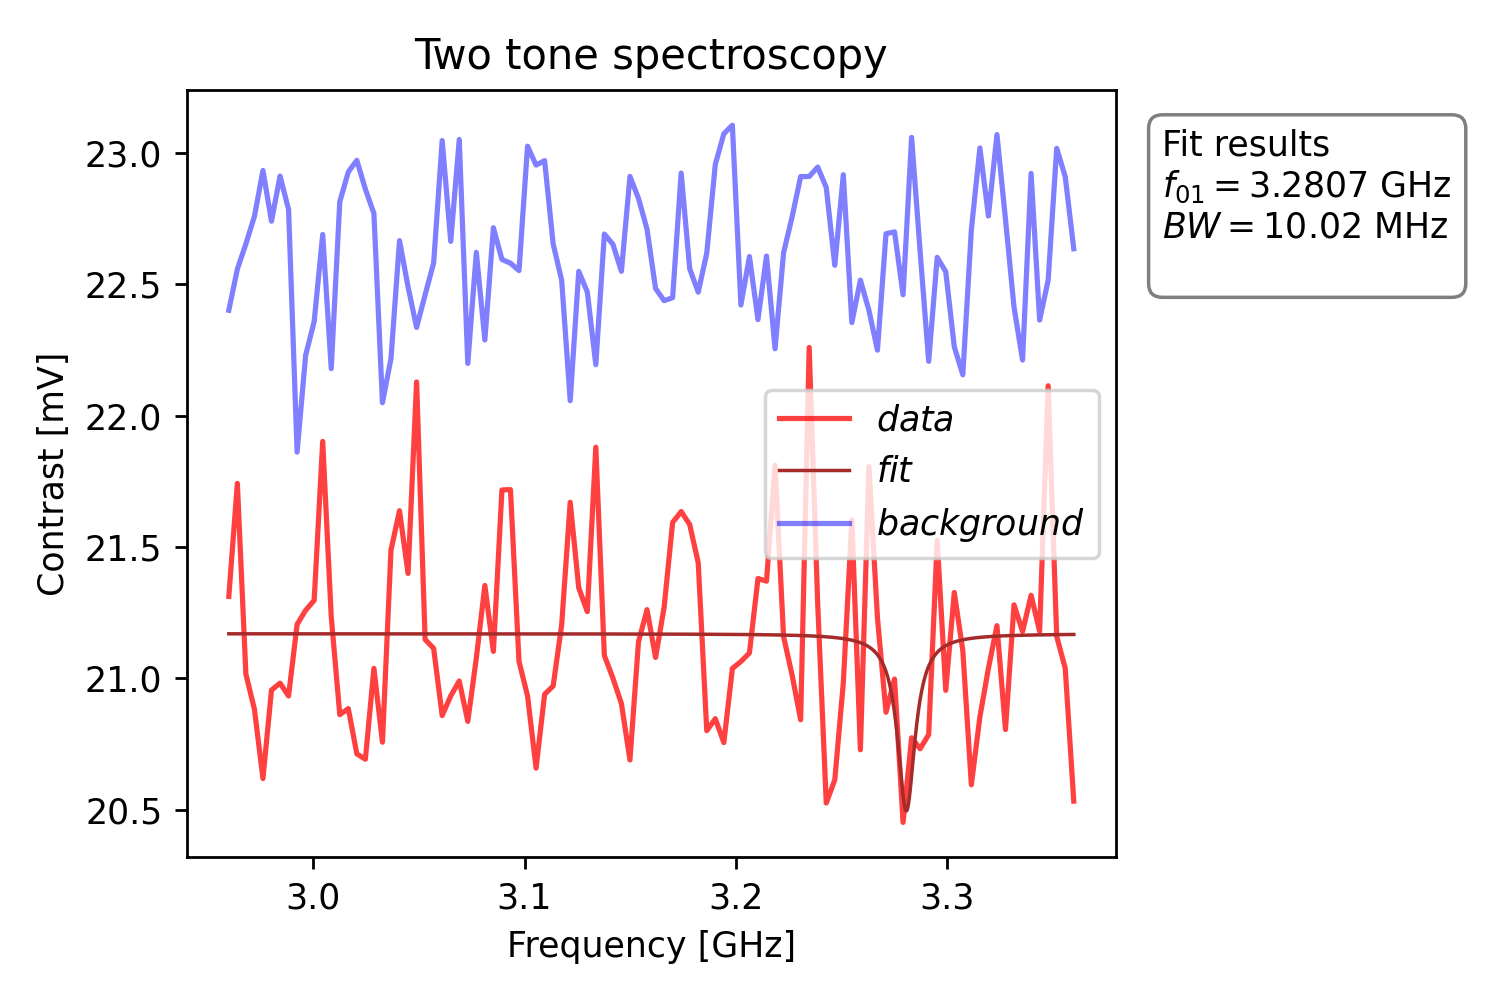 Two tone spectroscopy
Contrast [mV]
23.0
22.5
22.0
21.5
21.0
20.5
3.0 3.1 3.2 3.3
Frequency [GHz]
data
fit
background
Fit results
f₀₁ = 3.2807 GHz
BW = 10.02 MHz